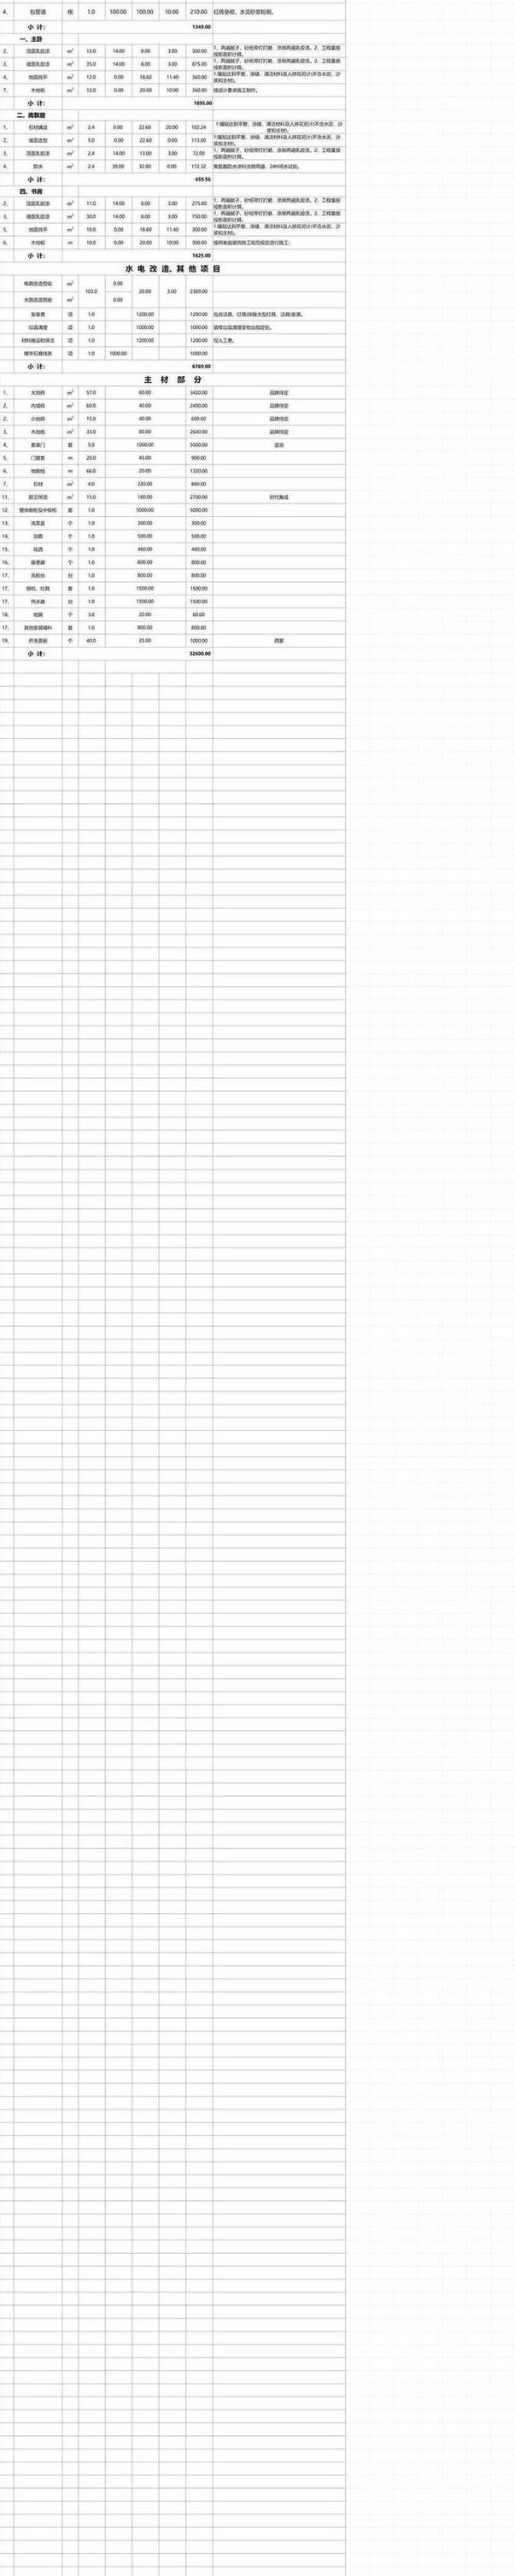 4、 包管道 根 1.0 100.00 100.00 10.00 210.00 红砖垒砌、水泥砂浆粉刷。
小 计: 1349.00
一、主卧
2、 顶面乳胶漆 m² 12.0 14.00 8.00 3.00 300.00 1、两遍腻子、砂纸带灯打磨、涂刷两遍乳胶漆。2、工程量按投影面积计算。
3、 墙面乳胶漆 m² 35.0 14.00 8.00 3.00 875.00 1、两遍腻子、砂纸带灯打磨、涂刷两遍乳胶漆。2、工程量按投影面积计算。
4、 地面找平 m² 12.0 0.00 18.60 11.40 360.00 1:镶贴达到平整、涂缝、清洁材料及人拼花另计(不含水泥、沙浆和主材)。
7、 木地板 m² 12.0 0.00 20.00 10.00 360.00 按设计要求施工制作。
小 计: 1895.00
二、南飘窗
1、 石材铺设 m² 2.4 0.00 22.60 20.00 102.24 1:镶贴达到平整、涂缝、清洁材料及人拼花另计(不含水泥、沙浆和主材)。
2、 墙面造型 m² 5.0 0.00 22.60 0.00 113.00 1:镶贴达到平整、涂缝、清洁材料及人拼花另计(不含水泥、沙浆和主材)。
3、 顶面乳胶漆 m² 2.4 14.00 13.00 3.00 72.00 1、两遍腻子、砂纸带灯打磨、涂刷两遍乳胶漆。2、工程量按投影面积计算。
4、 防水 m² 2.4 39.00 32.80 0.00 172.32 聚氨酯防水涂料涂刷两遍、24H闭水试验。
小 计: 459.56
四、书房
2、 顶面乳胶漆 m² 11.0 14.00 8.00 3.00 275.00 1、两遍腻子、砂纸带灯打磨、涂刷两遍乳胶漆。2、工程量按投影面积计算。
3、 墙面乳胶漆 m² 30.0 14.00 8.00 3.00 750.00 1、两遍腻子、砂纸带灯打磨、涂刷两遍乳胶漆。2、工程量按投影面积计算。
5、 地面找平 m² 10.0 0.00 18.60 11.40 300.00 1:镶贴达到平整、涂缝、清洁材料及人拼花另计(不含水泥、沙浆和主材)。
6、 木地板 m 10.0 0.00 20.00 10.00 300.00 按照家庭装饰施工规范规定进行施工;
小 计: 1625.00
水 电 改 造、其 他 项 目
电路改造预收 m² 103.0 0.00 20.00 3.00 2369.00
水路改造预收 m² 0.00
安装费 项 1.0 1200.00 1200.00 包含洁具、灯具(排除大型灯具、洁具)安装。
垃圾清理 项 1.0 1000.00 1000.00 装修垃圾清理至物业指定处。
材料搬运和保洁 项 1.0 1200.00 1200.00 仅人工费。
精华石膏线条 项 1.0 1000.00 1000.00
小 计: 6769.00
主 材 部 分
1、 大地砖 m² 57.0 60.00 3420.00 品牌待定
2、 内墙砖 m² 60.0 40.00 2400.00 品牌待定
2、 小地砖 m² 15.0 40.00 600.00 品牌待定
3、 木地板 m² 33.0 80.00 2640.00 品牌待定
4、 套装门 套 5.0 1000.00 5000.00
5、 门窗套 m 20.0 45.00 900.00
6、 地脚线 m 66.0 20.00 1320.00
7、 石材 m² 4.0 220.00 880.00
11、 厨卫吊顶 m² 15.0 180.00 2700.00 时代集成
12、 整体橱柜及中吊柜 套 1.0 5000.00 5000.00
13、 洗菜盆 个 1.0 300.00 300.00
14、 浴霸 个 1.0 500.00 500.00
15、 花洒 个 1.0 480.00 480.00
16、 座便器 个 1.0 800.00 800.00
17、 洗脸台 台 1.0 800.00 800.00
17、 烟机、灶具 套 1.0 1500.00 1500.00
17、 热水器 台 1.0 1500.00 1500.00
18、 地漏 个 3.0 20.00 60.00
17、 其他安装辅料 套 1.0 800.00 800.00
19、 开关面板 个 40.0 25.00 1000.00 西蒙
小 计: 32600.00